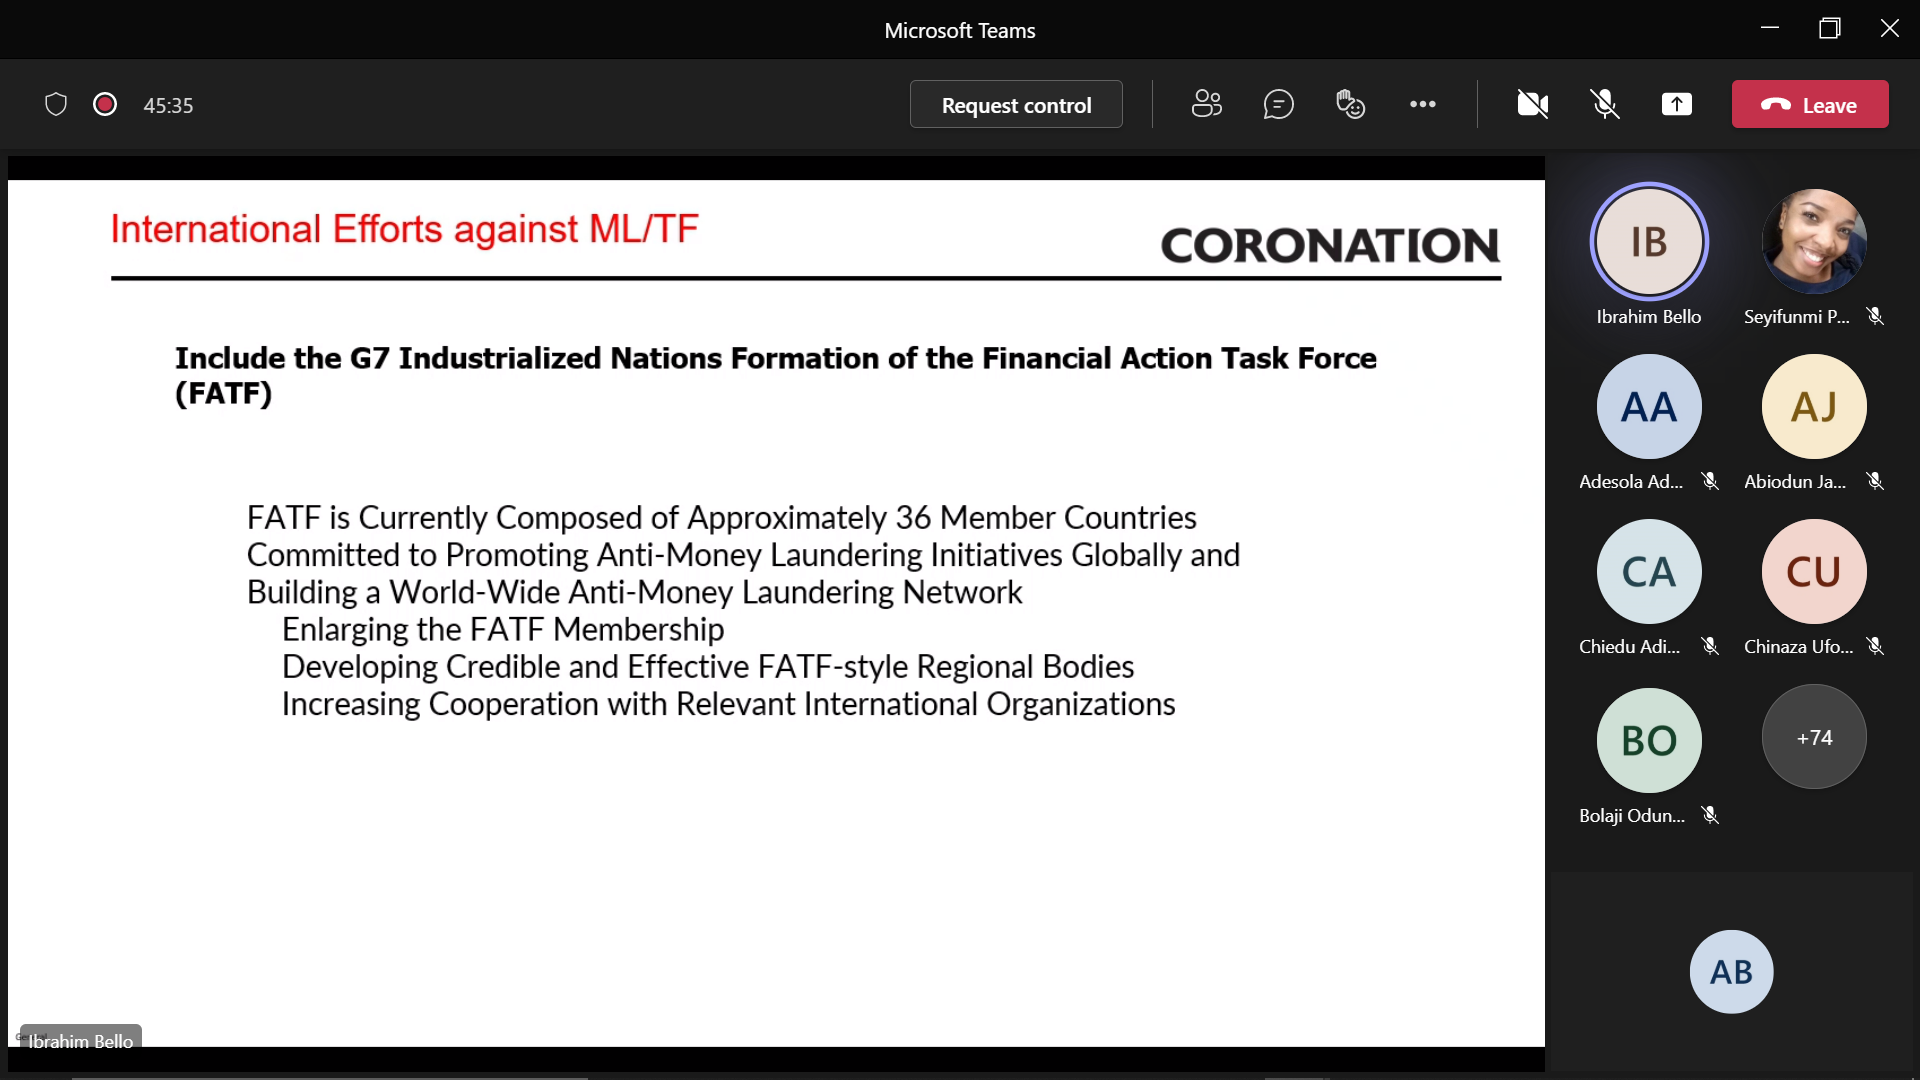 Microsoft Teams
45:35
Request control
Leave
International Efforts against ML/TF
CORONATION
Include the G7 Industrialized Nations Formation of the Financial Action Task Force
(FATF)
FATF is Currently Composed of Approximately 36 Member Countries
Committed to Promoting Anti-Money Laundering Initiatives Globally and
Building a World-Wide Anti-Money Laundering Network
Enlarging the FATF Membership
Developing Credible and Effective FATF-style Regional Bodies
Increasing Cooperation with Relevant International Organizations
Ibrahim Bello
IB
Ibrahim Bello
Seyifunmi P...
AA
Adesola Ad...
AJ
Abiodun Ja...
CA
Chiedu Adi...
CU
Chinaza Ufo...
BO
Bolaji Odun...
+74
AB